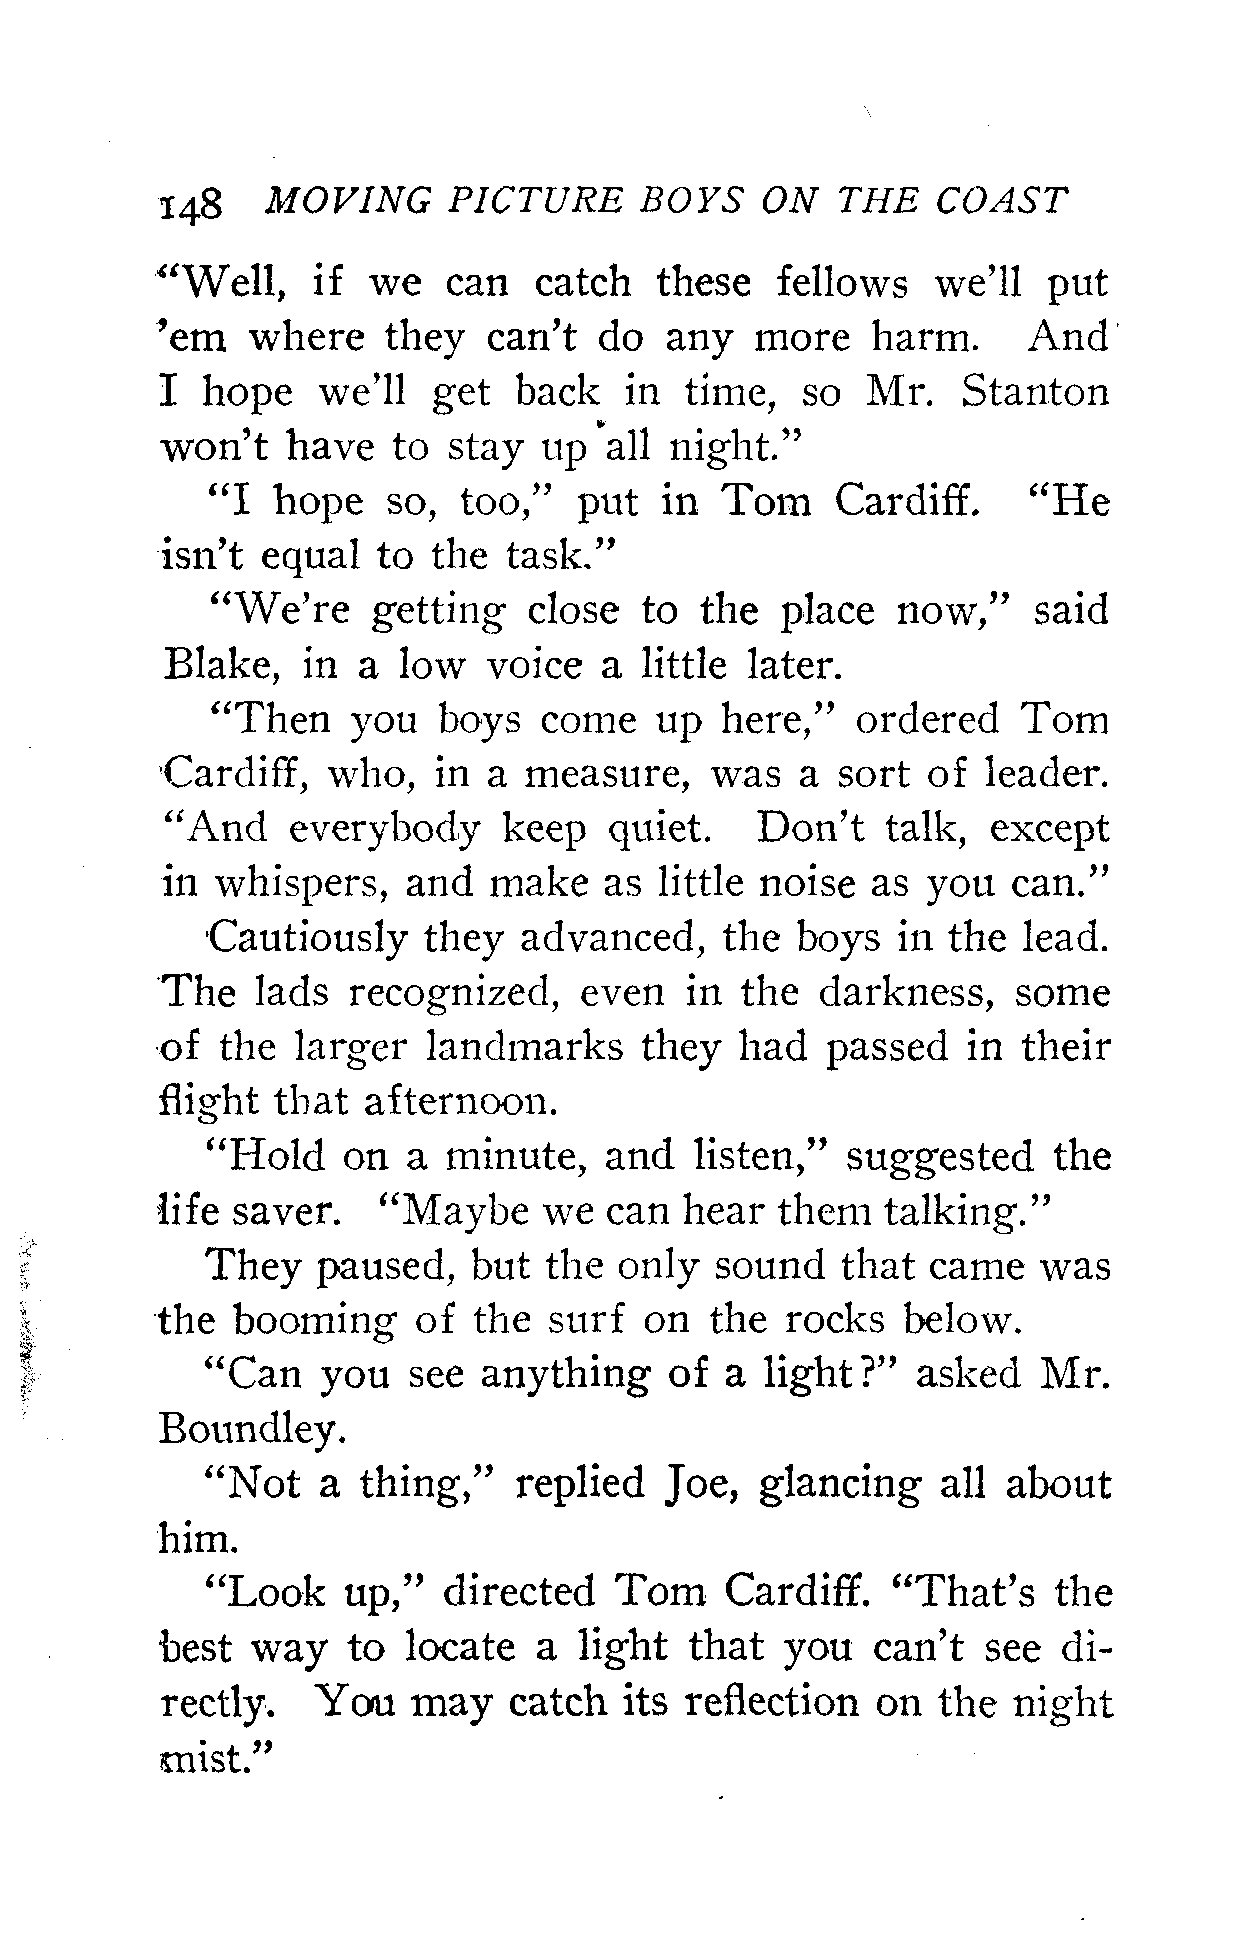 148 MOVING PICTURE BOYS ON THE COAST
"Well, if we can catch these fellows we'll put
'em where they can't do any more harm. And
I hope we'll get back in time, so Mr. Stanton
won't have to stay up all night."
"I hope so, too," put in Tom Cardiff. "He
isn't equal to the task."
"We're getting close to the place now," said
Blake, in a low voice a little later.
"Then you boys come up here," ordered Tom
Cardiff, who, in a measure, was a sort of leader.
"And everybody keep quiet. Don't talk, except
in whispers, and make as little noise as you can."
Cautiously they advanced, the boys in the lead.
The lads recognized, even in the darkness, some
of the larger landmarks they had passed in their
flight that afternoon.
"Hold on a minute, and listen," suggested the
life saver. "Maybe we can hear them talking."
They paused, but the only sound that came was
the booming of the surf on the rocks below.
"Can you see anything of a light?" asked Mr.
Boundley.
"Not a thing," replied Joe, glancing all about
him.
"Look up," directed Tom Cardiff. "That's the
best way to locate a light that you can't see di-
rectly. You may catch its reflection on the night
mist."